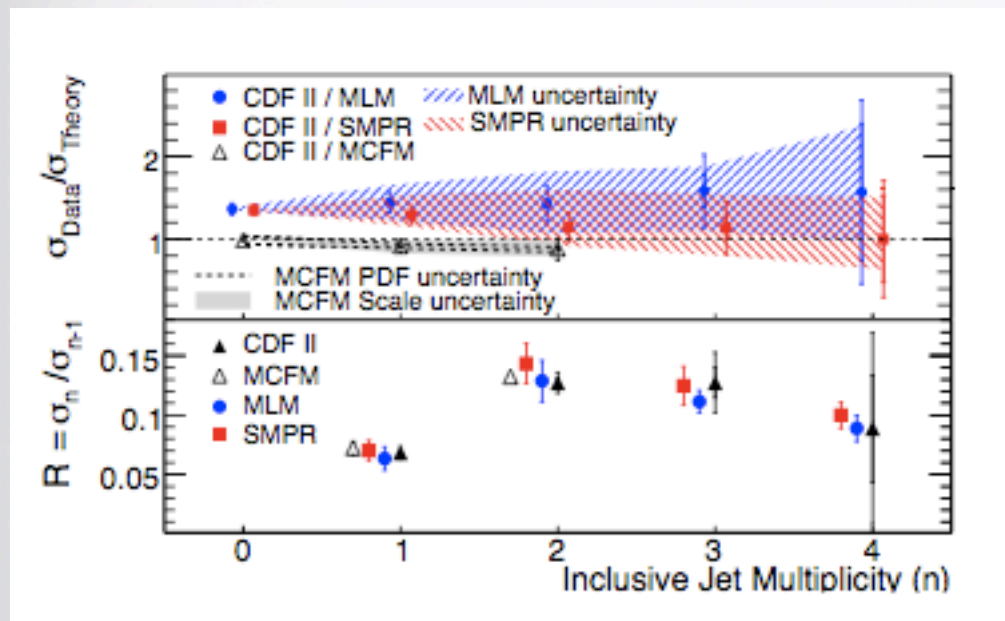 CDF II / MLM
MLM uncertainty
CDF II / SMPR
SMPR uncertainty
CDF II / MCFM
σData/σTheory
2
1
MCFM PDF uncertainty
MCFM Scale uncertainty
CDF II
MCFM
MLM
SMPR
R = σn/σn-1
0.15
0.1
0.05
0 1 2 3 4
Inclusive Jet Multiplicity (n)